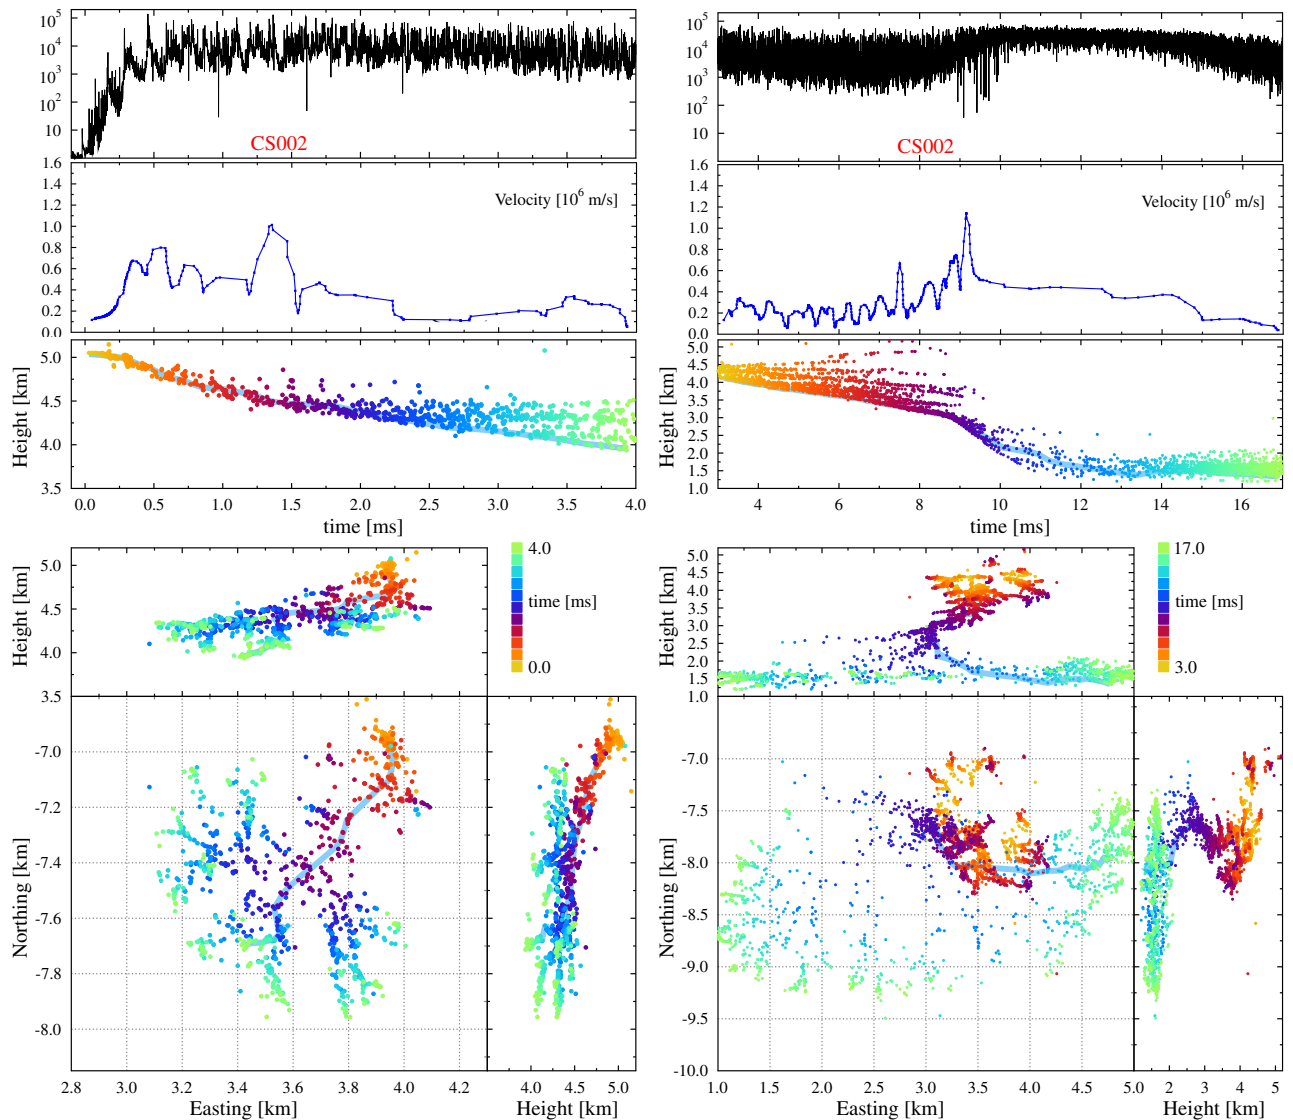 10^5
10^4
10^3
10^2
10
CS002
1.6
1.4
1.2
1.0
0.8
0.6
0.4
0.2
0.0
Velocity [10^6 m/s]
5.0
4.5
4.0
3.5
Height [km]
0.0 0.5 1.0 1.5 2.0 2.5 3.0 3.5 4.0
time [ms]
10^5
10^4
10^3
10^2
10
CS002
1.6
1.4
1.2
1.0
0.8
0.6
0.4
0.2
0.0
Velocity [10^6 m/s]
5.0
4.5
4.0
3.5
3.0
2.5
2.0
1.5
1.0
Height [km]
4 6 8 10 12 14 16
time [ms]
5.0
4.5
4.0
3.5
Height [km]
4.0
time [ms]
0.0
-7.0
-7.2
-7.4
-7.6
-7.8
-8.0
Northing [km]
2.8 3.0 3.2 3.4 3.6 3.8 4.0 4.2
Easting [km]
4.0 4.5 5.0
Height [km]
5.0
4.5
4.0
3.5
3.0
2.5
2.0
1.5
1.0
Height [km]
17.0
time [ms]
3.0
-7.0
-7.5
-8.0
-8.5
-9.0
-9.5
-10.0
Northing [km]
1.0 1.5 2.0 2.5 3.0 3.5 4.0 4.5 5.0
Easting [km]
2 3 4 5
Height [km]